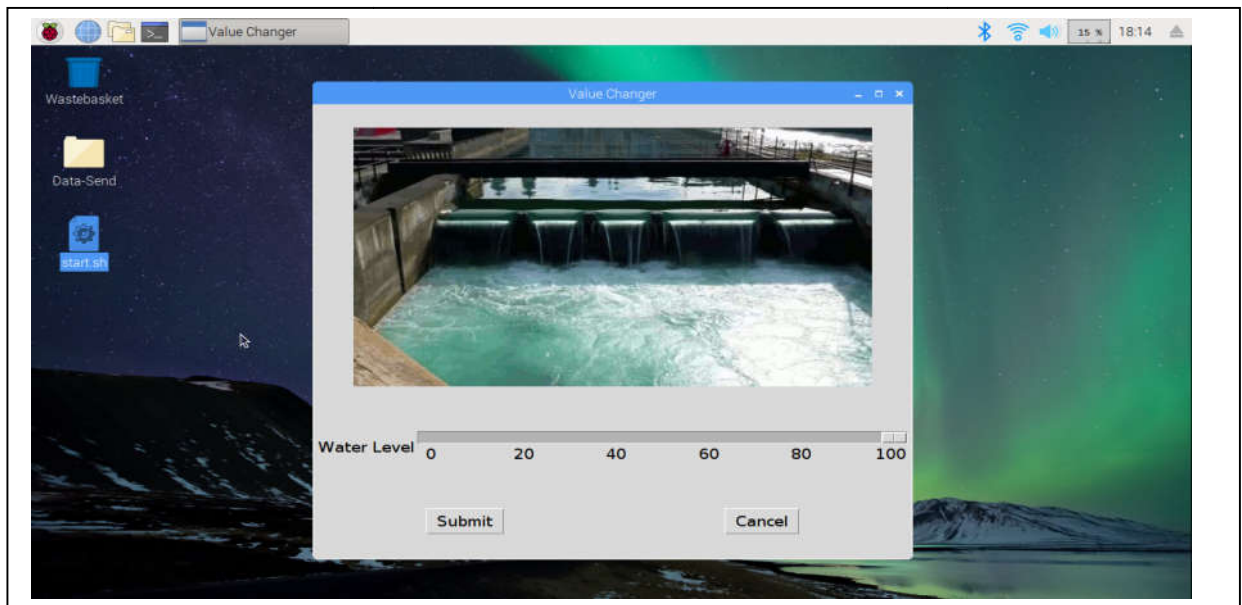 Value Changer
15 %
18:14
Wastebasket
Data-Send
start.sh
Value Changer
Water Level
0 20 40 60 80 100
Submit Cancel